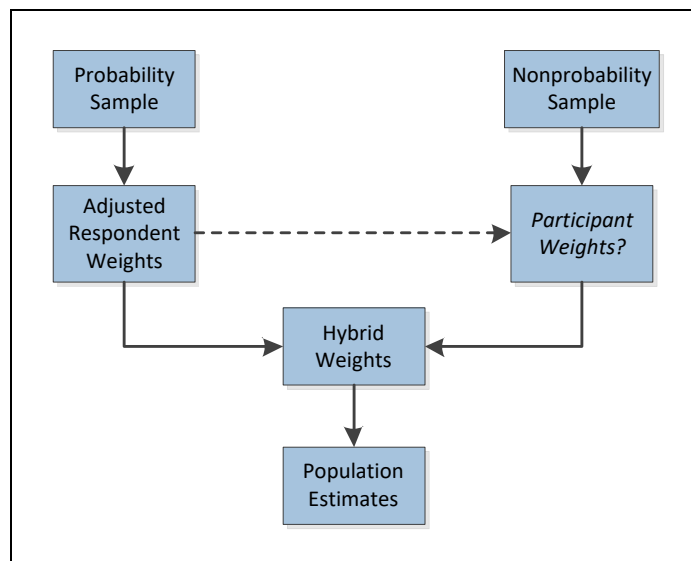 Probability
Sample
Nonprobability
Sample
Adjusted
Respondent
Weights
Participant
Weights?
Hybrid
Weights
Population
Estimates